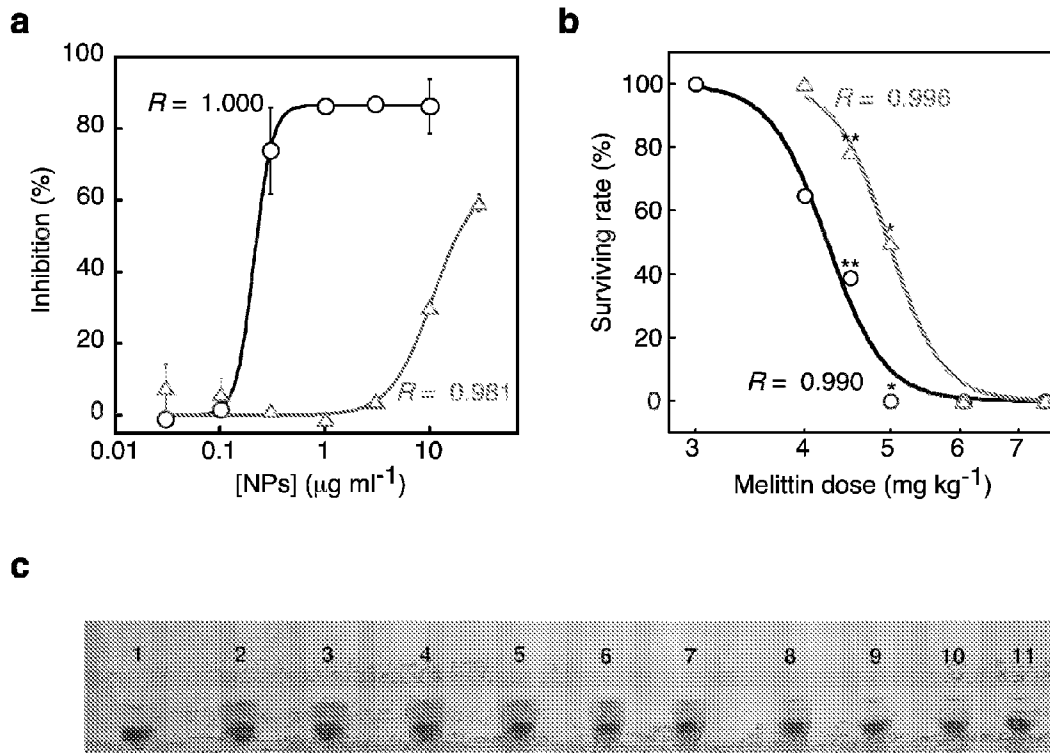 a
100
80
60
40
20
0
Inhibition (%)
R = 1.000
R = 0.981
0.01 0.1 1 10
[NPs] (μg ml⁻¹)
b
100
80
60
40
20
0
Surviving rate (%)
R = 0.996
**
*
**
R = 0.990
*
3 4 5 6 7
Melittin dose (mg kg⁻¹)
c
1 2 3 4 5 6 7 8 9 10 11